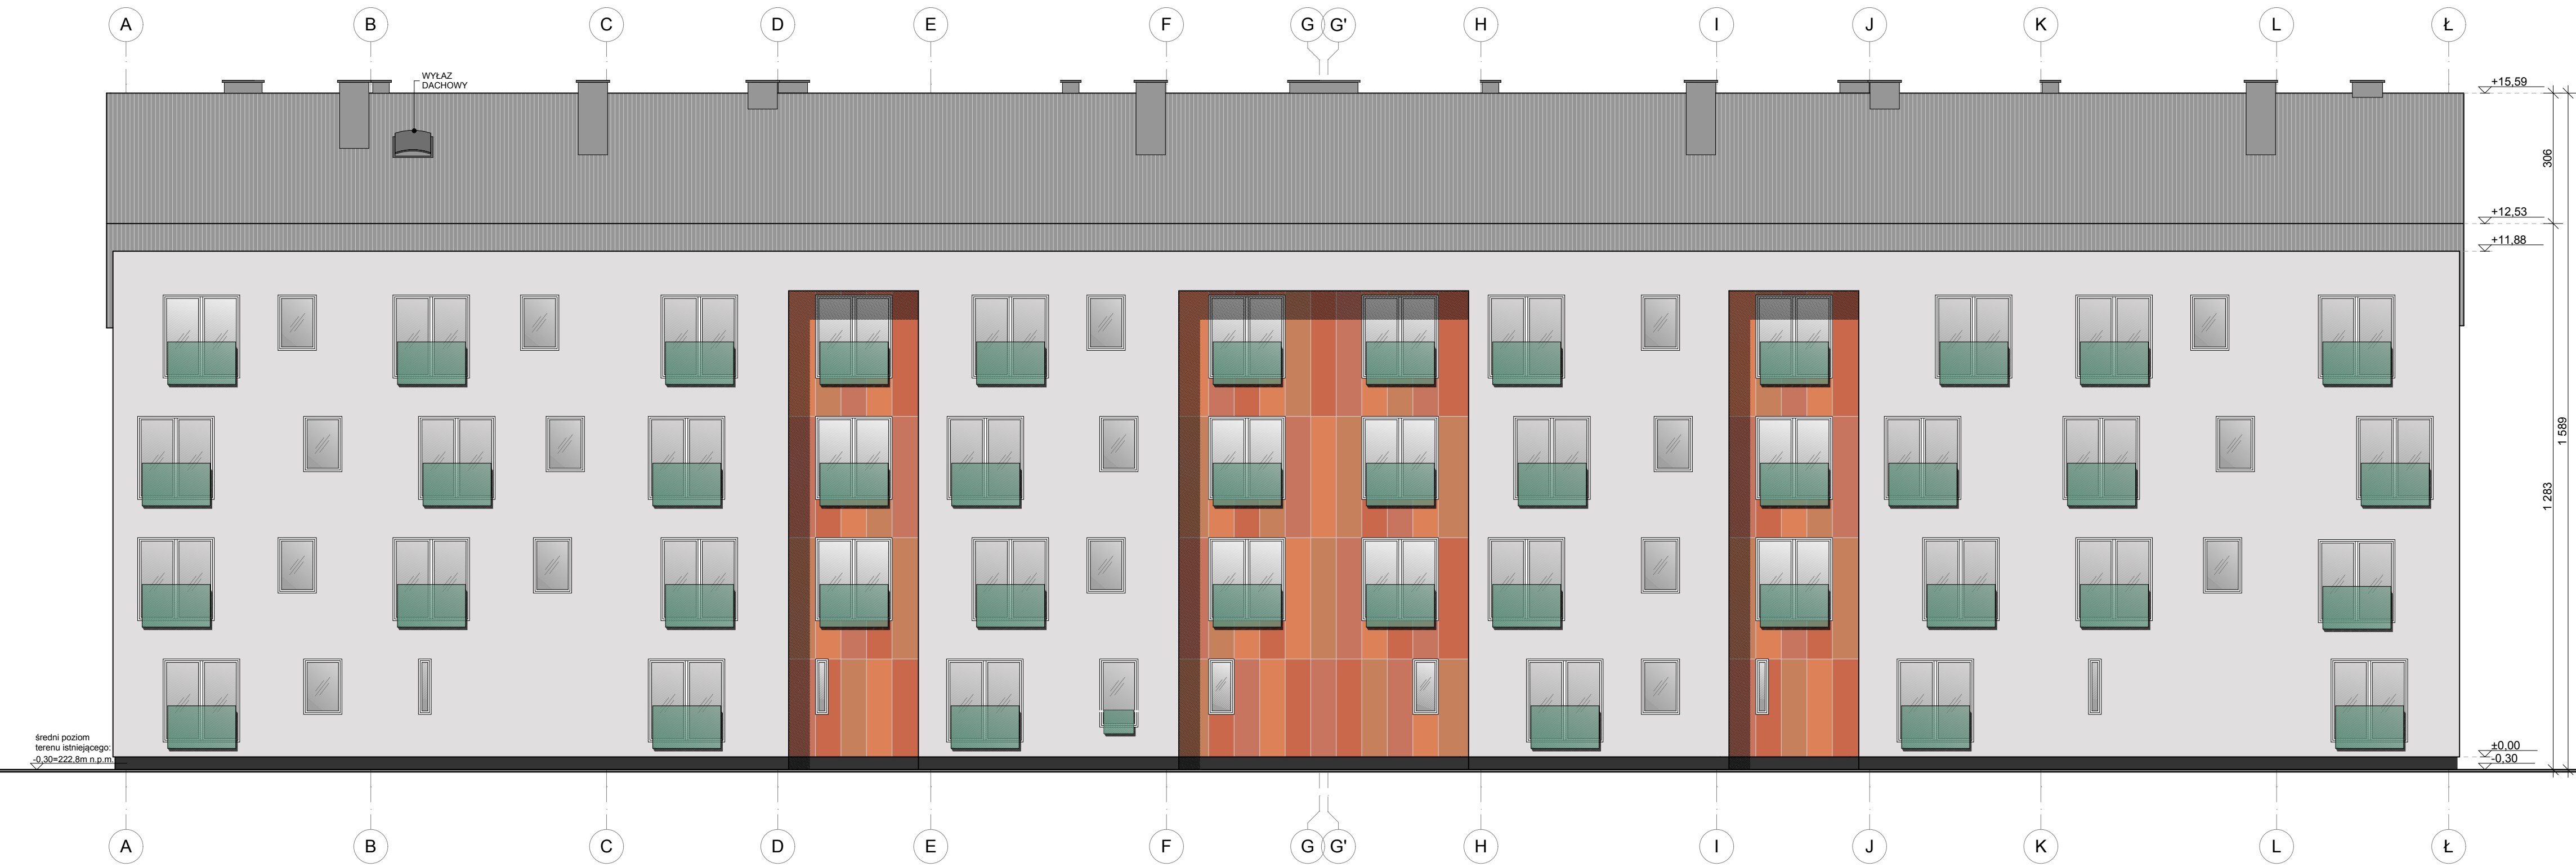 A B C D E F G G' H I J K L Ł
WYŁAZ
DACHOWY
+15,59
306
+12,53
+11,88
1 589
1 283
średni poziom
terenu istniejącego:
-0,30=222,8m n.p.m.
±0,00
-0,30
A B C D E F G G' H I J K L Ł